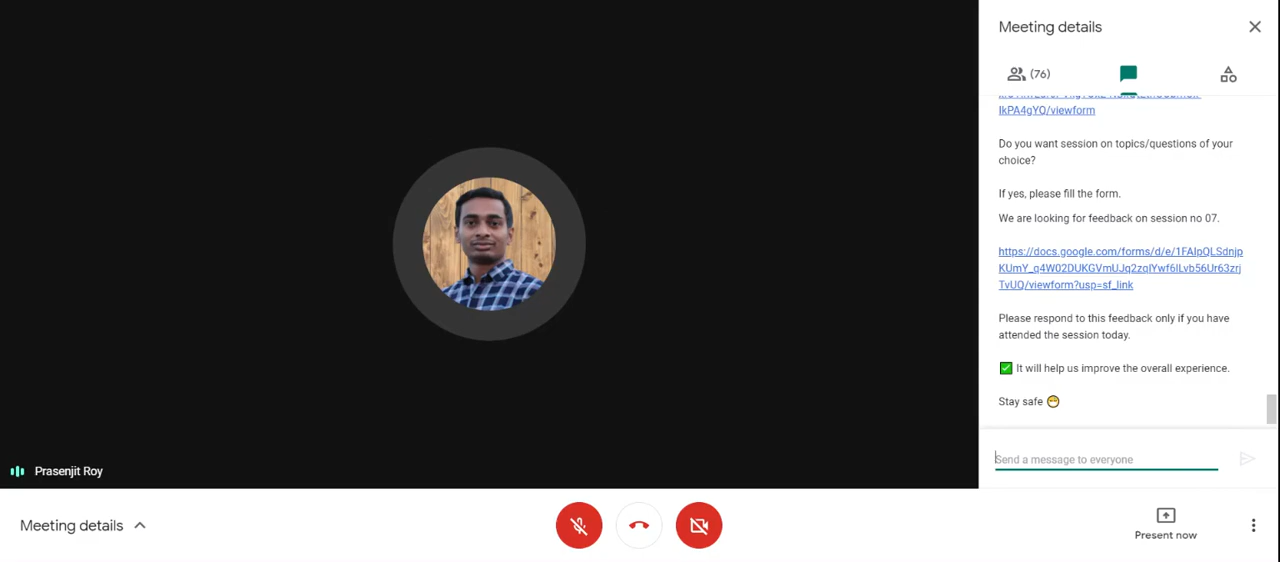 Meeting details
(76)
IkPA4gYQ/viewform
Do you want session on topics/questions of your
choice?
If yes, please fill the form.
We are looking for feedback on session no 07.
https://docs.google.com/forms/d/e/1FAIpQLSdnjp
KUmY_q4W02DUKGVmUJq2zqIYwf6lLvb56Ur63zrj
TvUQ/viewform?usp=sf_link
Please respond to this feedback only if you have
attended the session today.
✅ It will help us improve the overall experience.
Stay safe 😷
Send a message to everyone
Prasenjit Roy
Meeting details
Present now